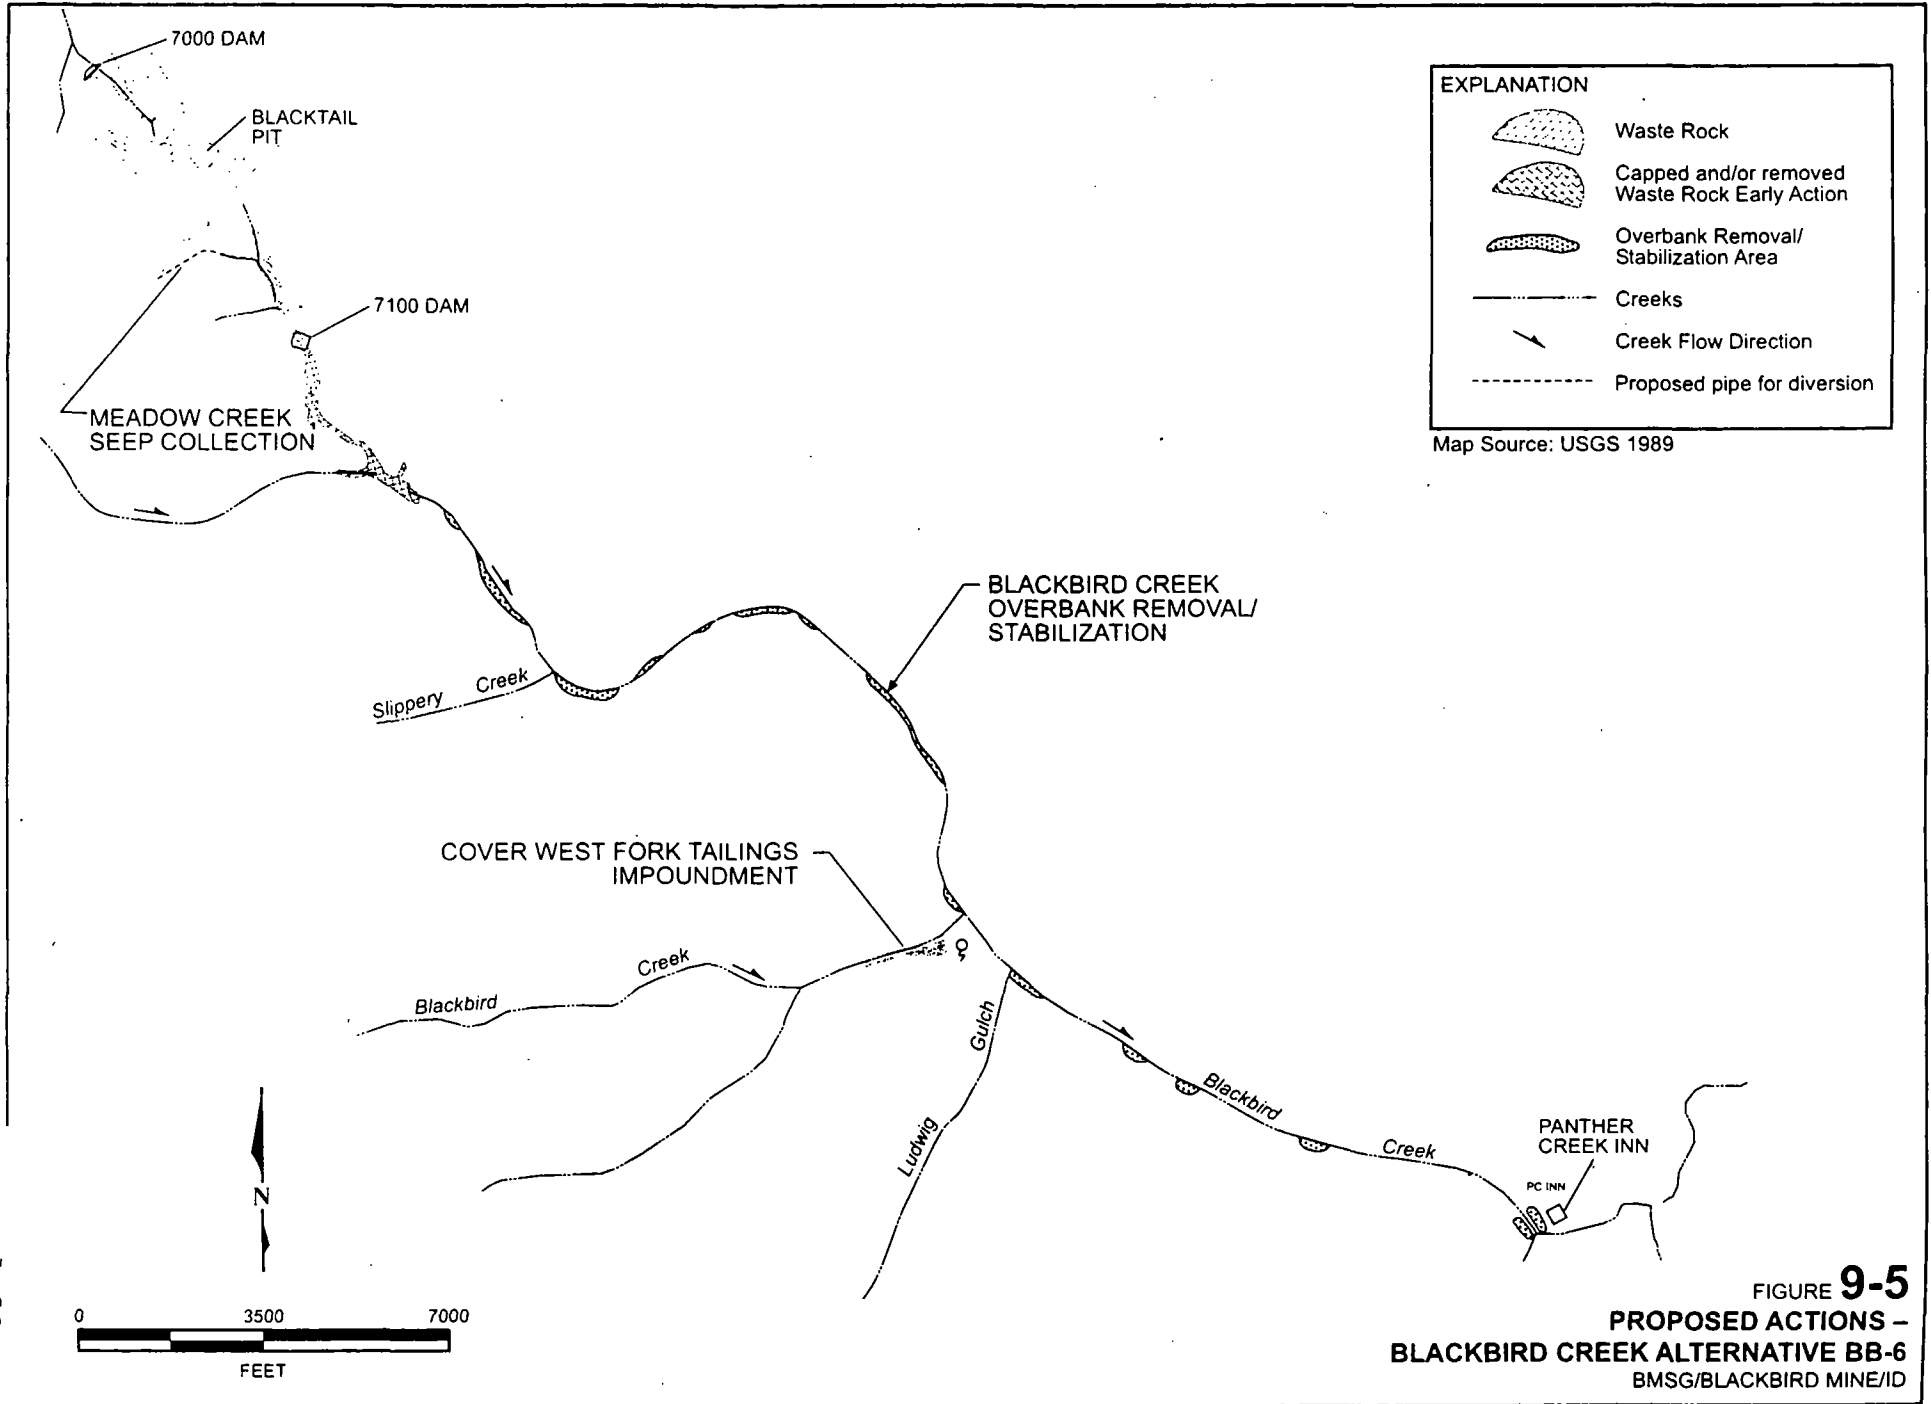 7000 DAM
BLACKTAIL
PIT
7100 DAM
MEADOW CREEK
SEEP COLLECTION
EXPLANATION
Waste Rock
Capped and/or removed
Waste Rock Early Action
Overbank Removal/
Stabilization Area
Creeks
Creek Flow Direction
Proposed pipe for diversion
Map Source: USGS 1989
BLACKBIRD CREEK
OVERBANK REMOVAL/
STABILIZATION
Slippery Creek
COVER WEST FORK TAILINGS
IMPOUNDMENT
Blackbird Creek
Ludwig Gulch
Blackbird Creek
PANTHER
CREEK INN
PC INN
N
0 3500 7000
FEET
FIGURE 9-5
PROPOSED ACTIONS –
BLACKBIRD CREEK ALTERNATIVE BB-6
BMSG/BLACKBIRD MINE/ID